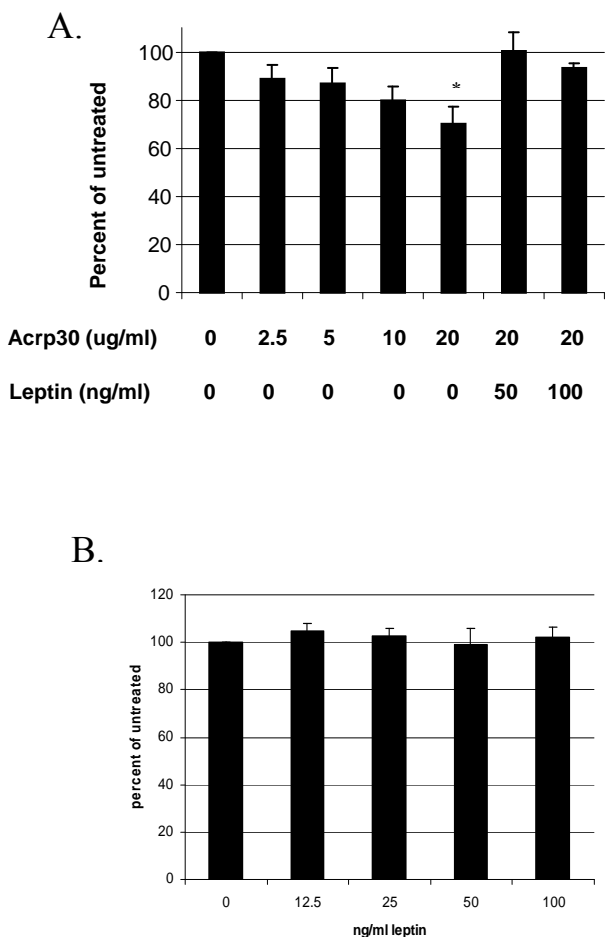 A.
Percent of untreated
100
80
60
40
20
0
*
Acrp30 (ug/ml) 0 2.5 5 10 20 20 20
Leptin (ng/ml) 0 0 0 0 0 50 100
B.
percent of untreated
120
100
80
60
40
20
0
0 12.5 25 50 100
ng/ml leptin